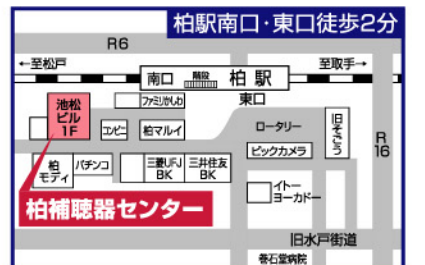 柏駅南口・東口徒歩2分
R6
←至松戸
至取手→
南口
階段
柏駅
東口
池松
ビル
1F
ファミリかしわ
コンビニ
柏マルイ
ロータリー
旧そごう
R
16
ビックカメラ
柏
モディ
パチンコ
三菱UFJ
BK
三井住友
BK
イトー
ヨーカドー
柏補聴器センター
旧水戸街道
巻石堂病院